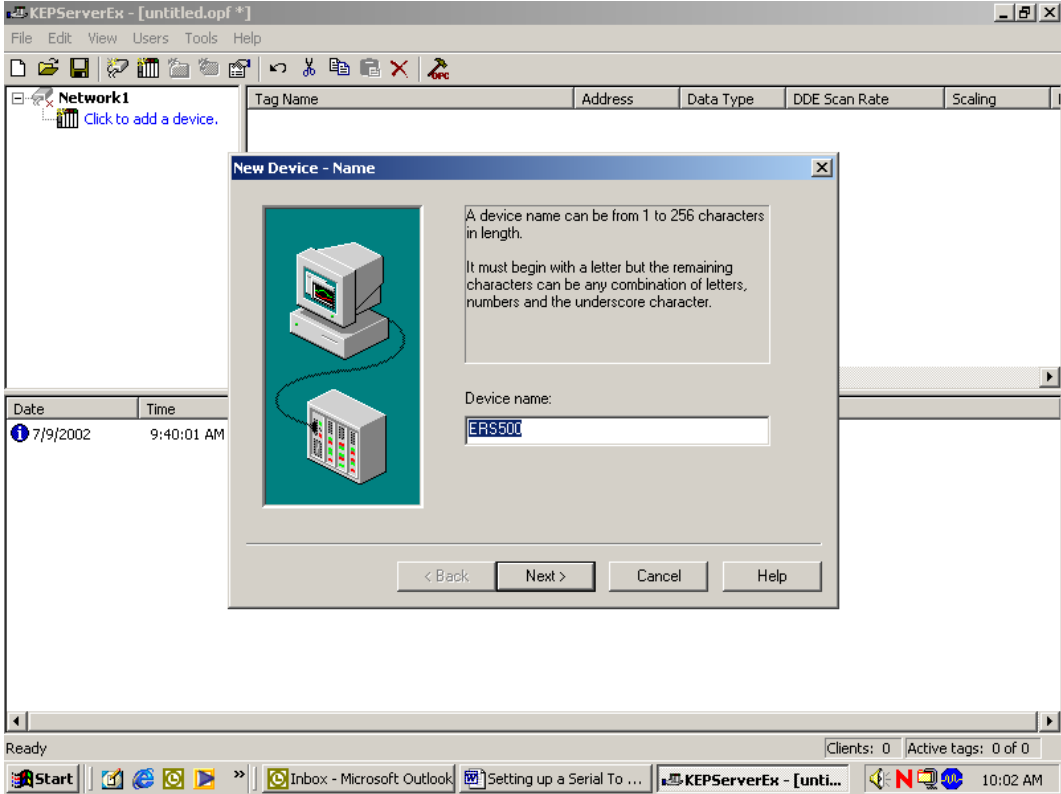 KEPServerEx - [untitled.opf *]
File Edit View Users Tools Help
OPC
Network1
Click to add a device.
Tag Name Address Data Type DDE Scan Rate Scaling
New Device - Name
A device name can be from 1 to 256 characters
in length.
It must begin with a letter but the remaining
characters can be any combination of letters,
numbers and the underscore character.
Device name:
ERS500
< Back Next > Cancel Help
Date Time
7/9/2002 9:40:01 AM
Ready Clients: 0 Active tags: 0 of 0
Start » Inbox - Microsoft Outlook Setting up a Serial To ... KEPServerEx - [unti... N 10:02 AM